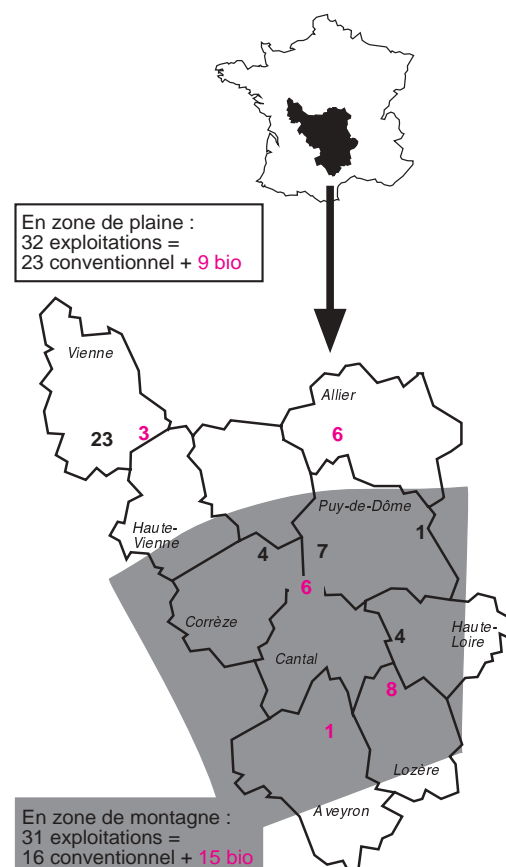 En zone de plaine :
32 exploitations =
23 conventionnel + 9 bio
Vienne
Allier
23
3
6
Haute-
Vienne
Puy-de-Dôme
4
7
1
6
Corrèze
4
Haute-
Loire
Cantal
8
1
Lozère
Aveyron
En zone de montagne :
31 exploitations =
16 conventionnel + 15 bio